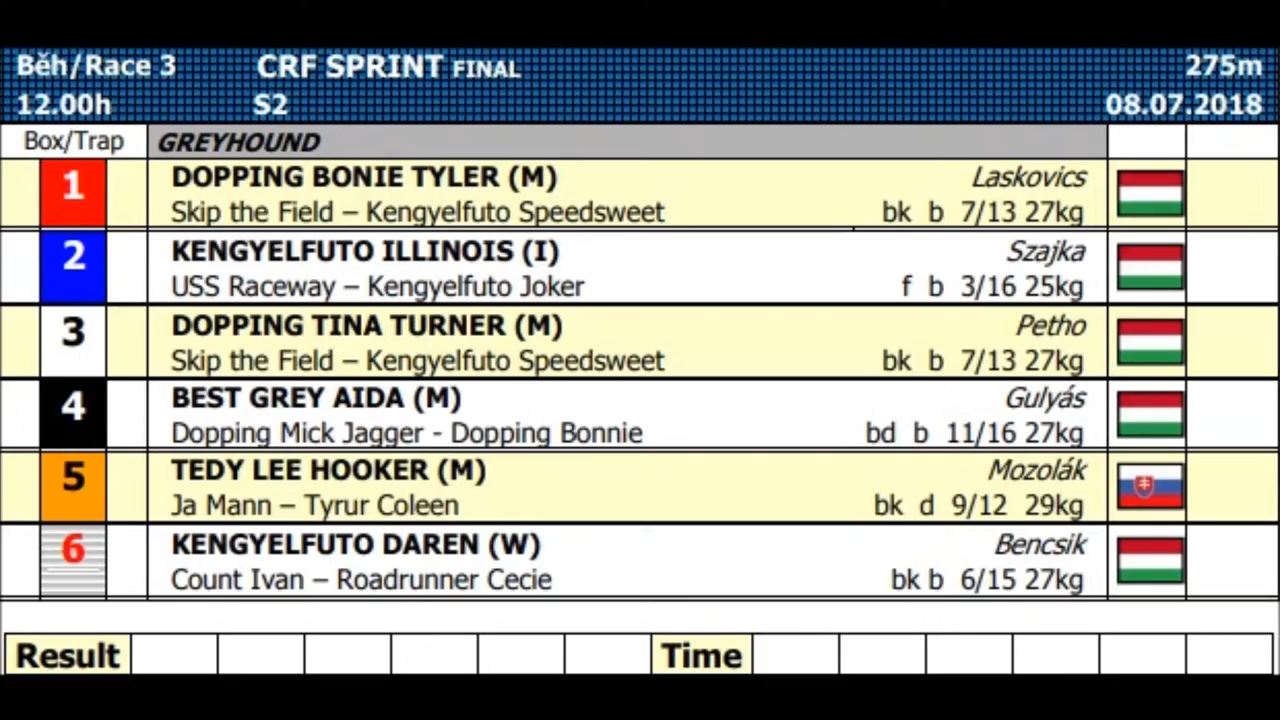 Běh/Race 3 CRF SPRINT FINAL 275m
12.00h S2 08.07.2018
Box/Trap GREYHOUND
1 DOPPING BONIE TYLER (M) Laskovics
Skip the Field – Kengyelfuto Speedsweet bk b 7/13 27kg
2 KENGYELFUTO ILLINOIS (I) Szajka
USS Raceway – Kengyelfuto Joker f b 3/16 25kg
3 DOPPING TINA TURNER (M) Petho
Skip the Field – Kengyelfuto Speedsweet bk b 7/13 27kg
4 BEST GREY AIDA (M) Gulyás
Dopping Mick Jagger - Dopping Bonnie bd b 11/16 27kg
5 TEDY LEE HOOKER (M) Mozolák
Ja Mann – Tyrur Coleen bk d 9/12 29kg
6 KENGYELFUTO DAREN (W) Bencsik
Count Ivan – Roadrunner Cecie bk b 6/15 27kg
Result Time